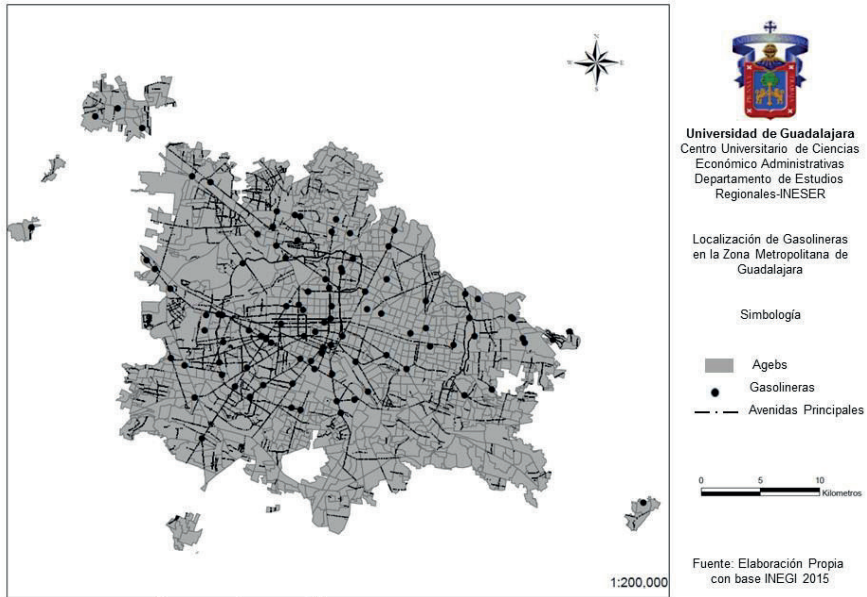 N
E
S
1:200,000
Universidad de Guadalajara
Centro Universitario de Ciencias
Económico Administrativas
Departamento de Estudios
Regionales-INESER
Localización de Gasolineras
en la Zona Metropolitana de
Guadalajara
Simbología
Agebs
Gasolineras
Avenidas Principales
0 5 10
Kilometros
Fuente: Elaboración Propia
con base INEGI 2015